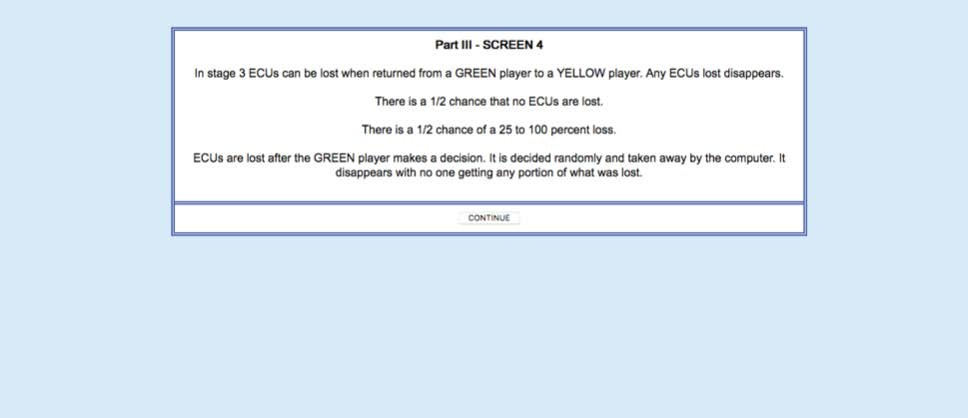 Part III - SCREEN 4
In stage 3 ECUs can be lost when returned from a GREEN player to a YELLOW player. Any ECUs lost disappears.
There is a 1/2 chance that no ECUs are lost.
There is a 1/2 chance of a 25 to 100 percent loss.
ECUs are lost after the GREEN player makes a decision. It is decided randomly and taken away by the computer. It
disappears with no one getting any portion of what was lost.
CONTINUE